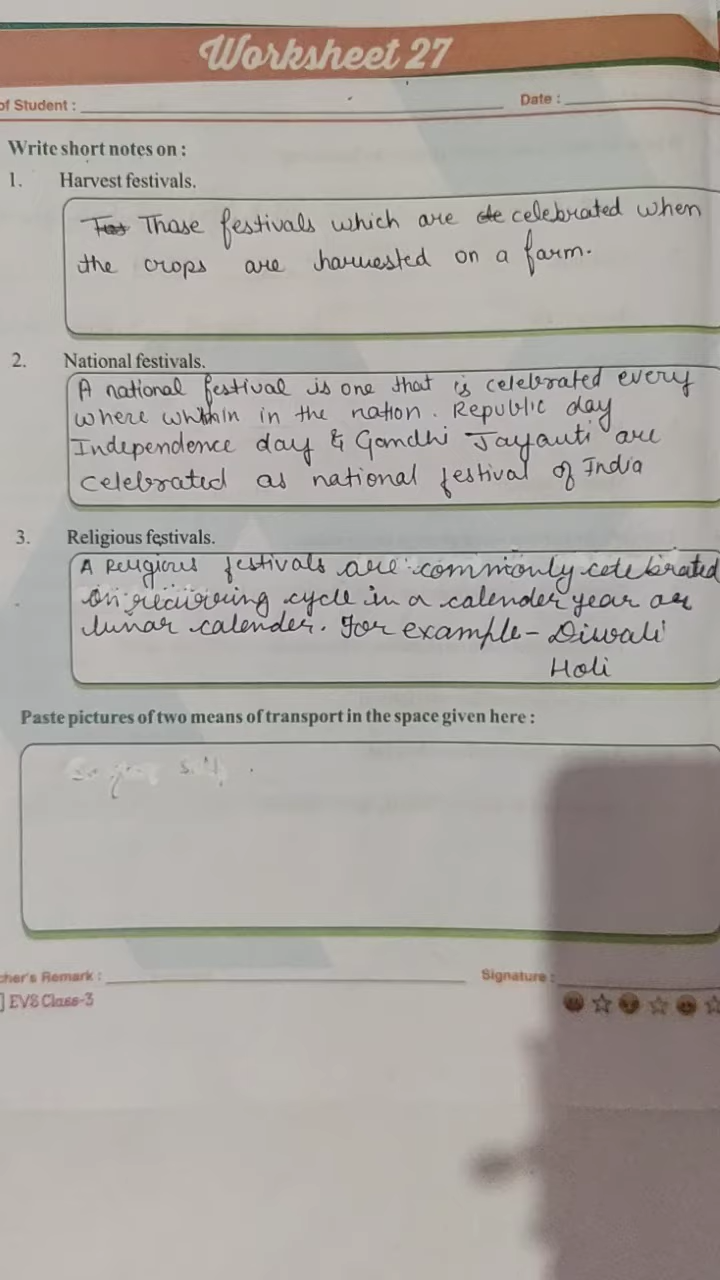 Worksheet 27
of Student :
Date :
Write short notes on :
1. Harvest festivals.
Those festivals which are celebrated when
the crops are harvested on a farm.
2. National festivals.
A national festival is one that is celebrated every
where within in the nation. Republic day
Independence day & Gandhi Jayanti are
celebrated as national festival of India
3. Religious festivals.
A Religious festivals are commonly celebrated
on recurring cycle in a calender year or
lunar calender. For example - Diwali
Holi
Paste pictures of two means of transport in the space given here :
cher's Remark :
Signature :
] EVS Class-3